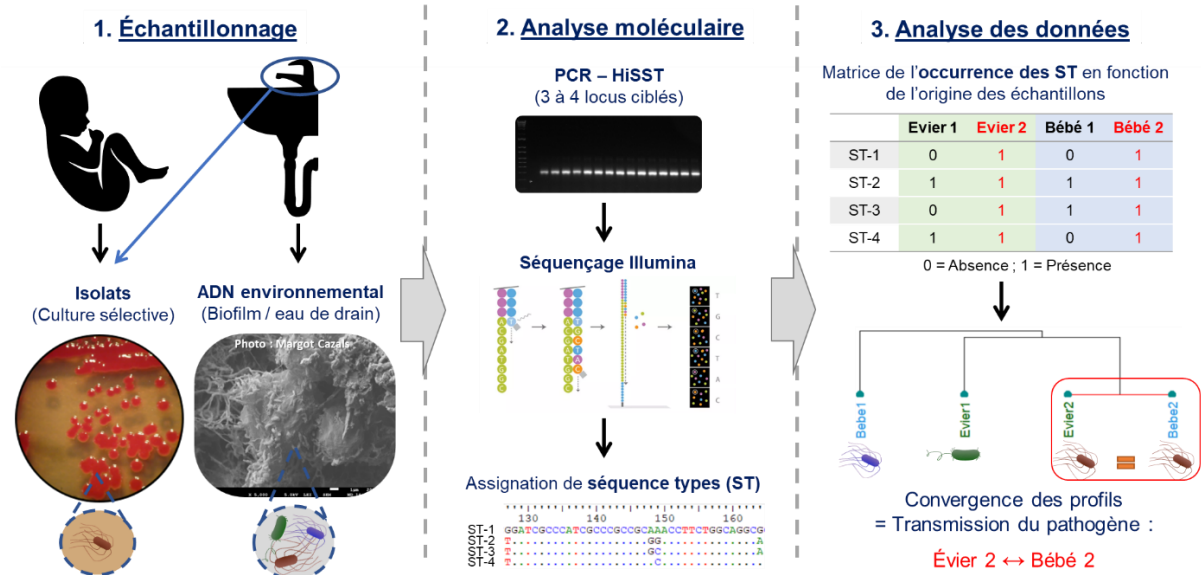 1. Échantillonnage
Isolats
(Culture sélective)
ADN environnemental
(Biofilm / eau de drain)
Photo : Margot Cazals
2. Analyse moléculaire
PCR – HiSST
(3 à 4 locus ciblés)
Séquençage Illumina
T
G
C
T
A
C
Assignation de séquence types (ST)
130 140 150 160
ST-1 GGATCGCCCATCGCCCGCCGCAAACCTTCTGGCAGGCG
ST-2 T....................GG..............A
ST-3 T....................GC..............A
ST-4 T.....................C...............
3. Analyse des données
Matrice de l'occurrence des ST en fonction
de l'origine des échantillons
Evier 1 Evier 2 Bébé 1 Bébé 2
ST-1 0 1 0 1
ST-2 1 1 1 1
ST-3 0 1 1 1
ST-4 1 1 0 1
0 = Absence ; 1 = Présence
Bebe1
Evier1
Evier2
Bebe2
Convergence des profils
= Transmission du pathogène :
Évier 2 ↔ Bébé 2